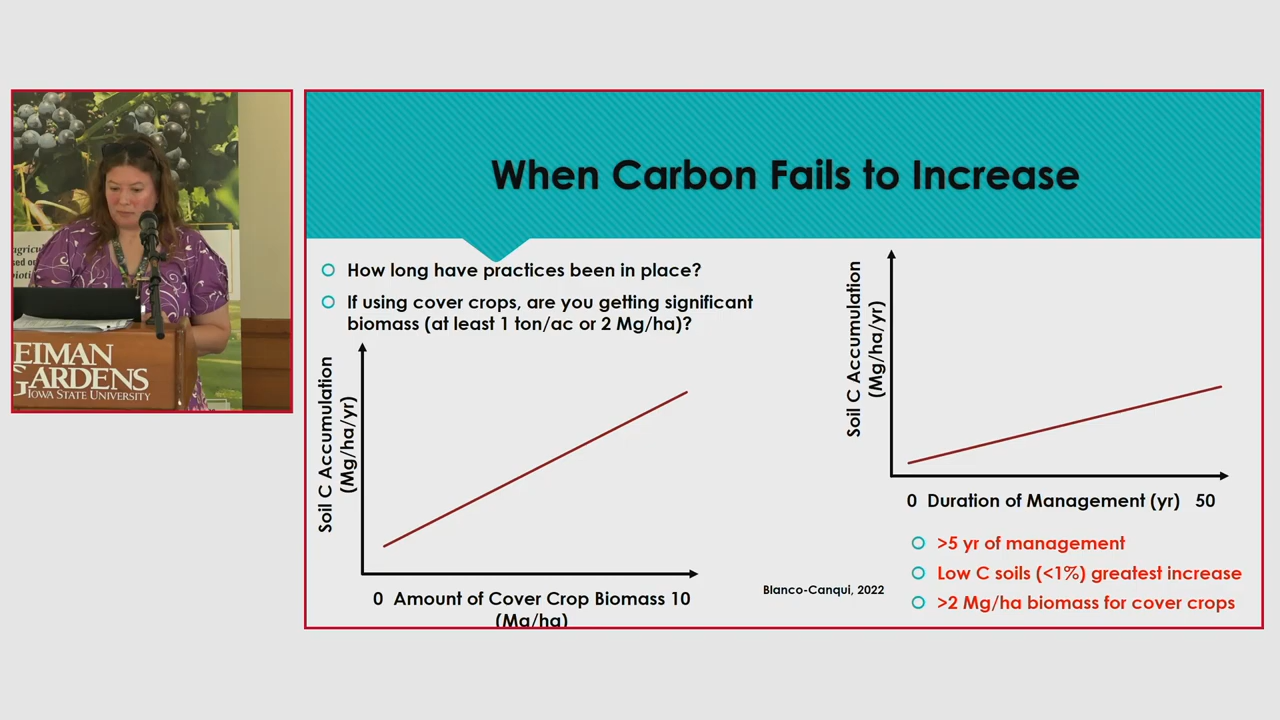 When Carbon Fails to Increase
How long have practices been in place?
If using cover crops, are you getting significant
biomass (at least 1 ton/ac or 2 Mg/ha)?
Soil C Accumulation
(Mg/ha/yr)
0 Amount of Cover Crop Biomass 10
(Mg/ha)
Soil C Accumulation
(Mg/ha/yr)
0 Duration of Management (yr) 50
>5 yr of management
Low C soils (<1%) greatest increase
>2 Mg/ha biomass for cover crops
Blanco-Canqui, 2022
EIMAN
GARDENS
IOWA STATE UNIVERSITY